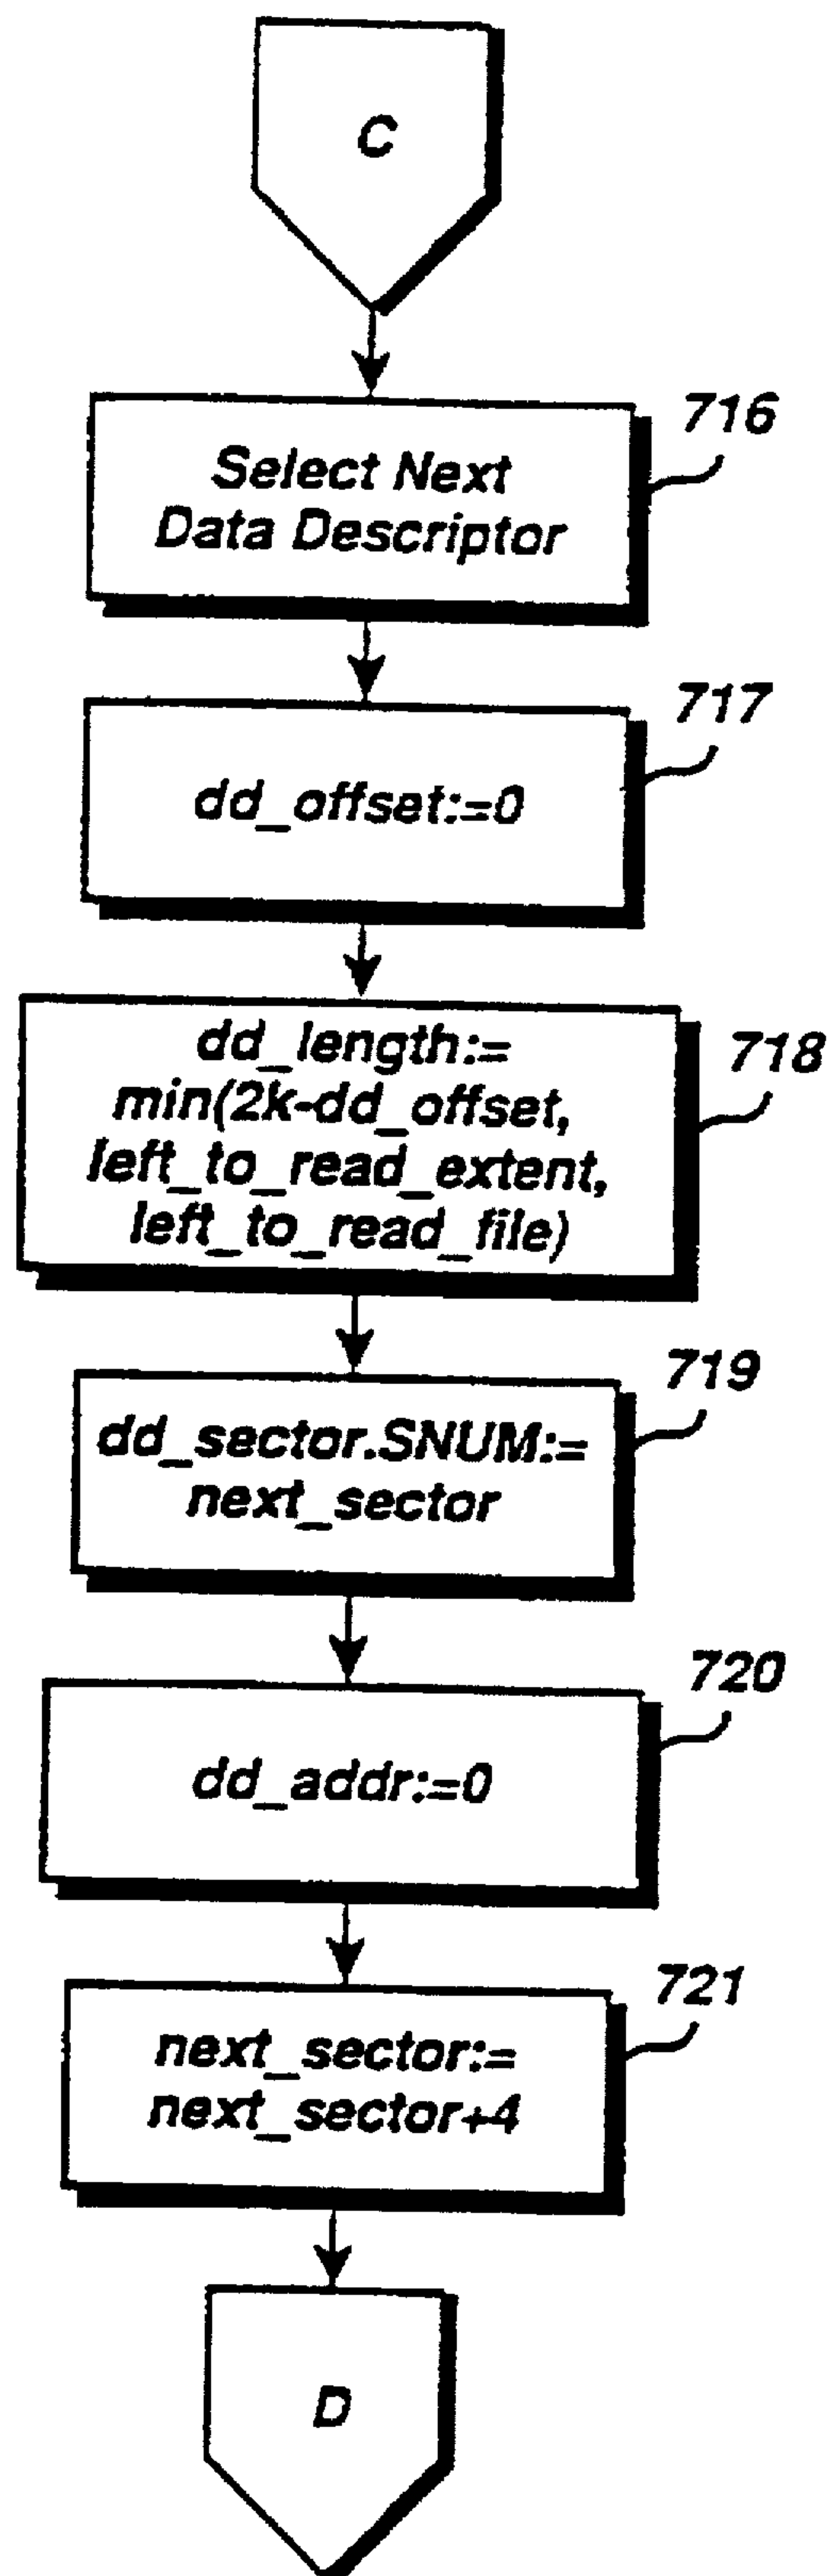 C
716
Select Next
Data Descriptor
717
dd_offset:=0
718
dd_length:=
min(2k-dd_offset,
left_to_read_extent,
left_to_read_file)
719
dd_sector.SNUM:=
next_sector
720
dd_addr:=0
721
next_sector:=
next_sector+4
D